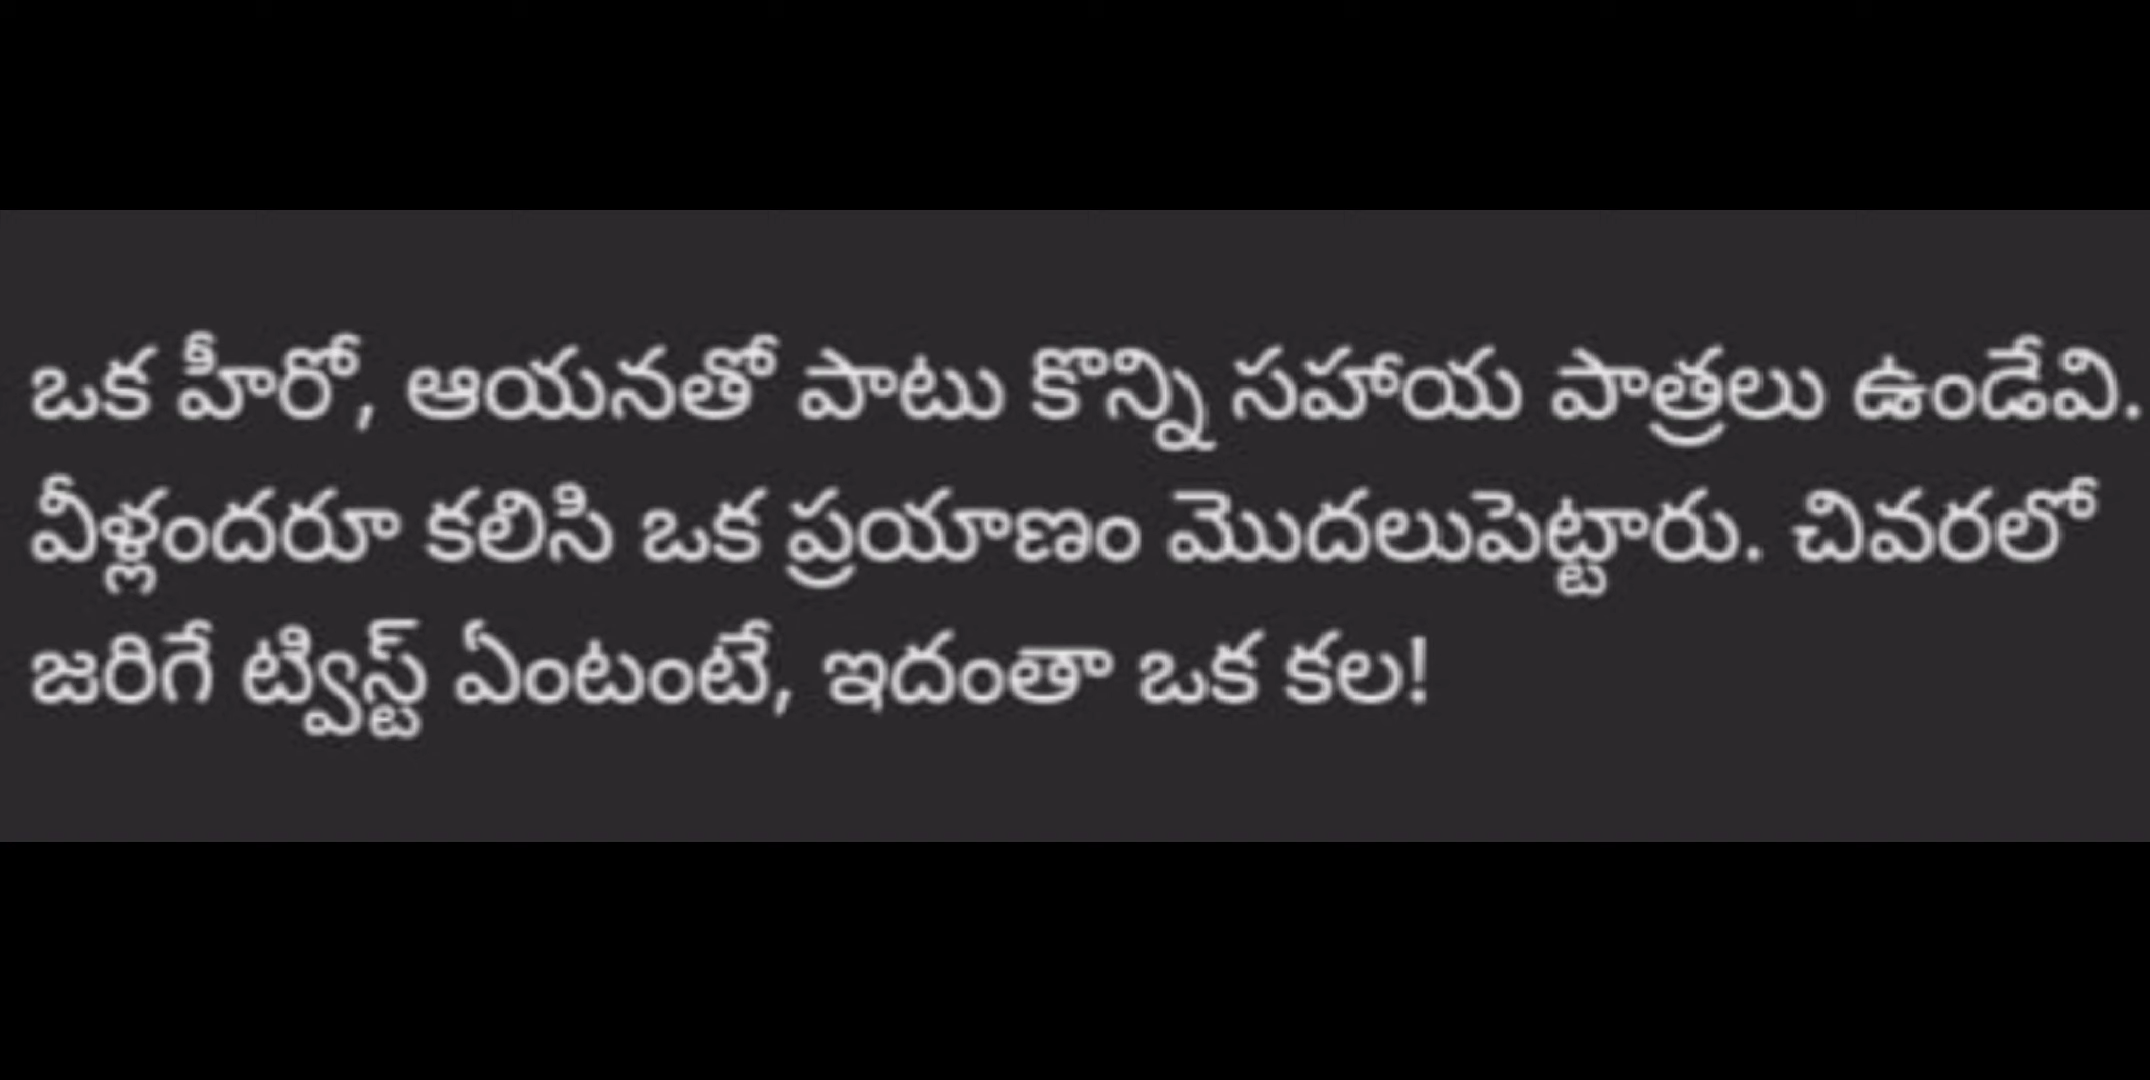 ఒక హీరో, ఆయనతో పాటు కొన్ని సహాయ పాత్రలు ఉండేవి.
వీళ్లందరూ కలిసి ఒక ప్రయాణం మొదలుపెట్టారు. చివరలో
జరిగే ట్విస్ట్ ఏంటంటే, ఇదంతా ఒక కల!